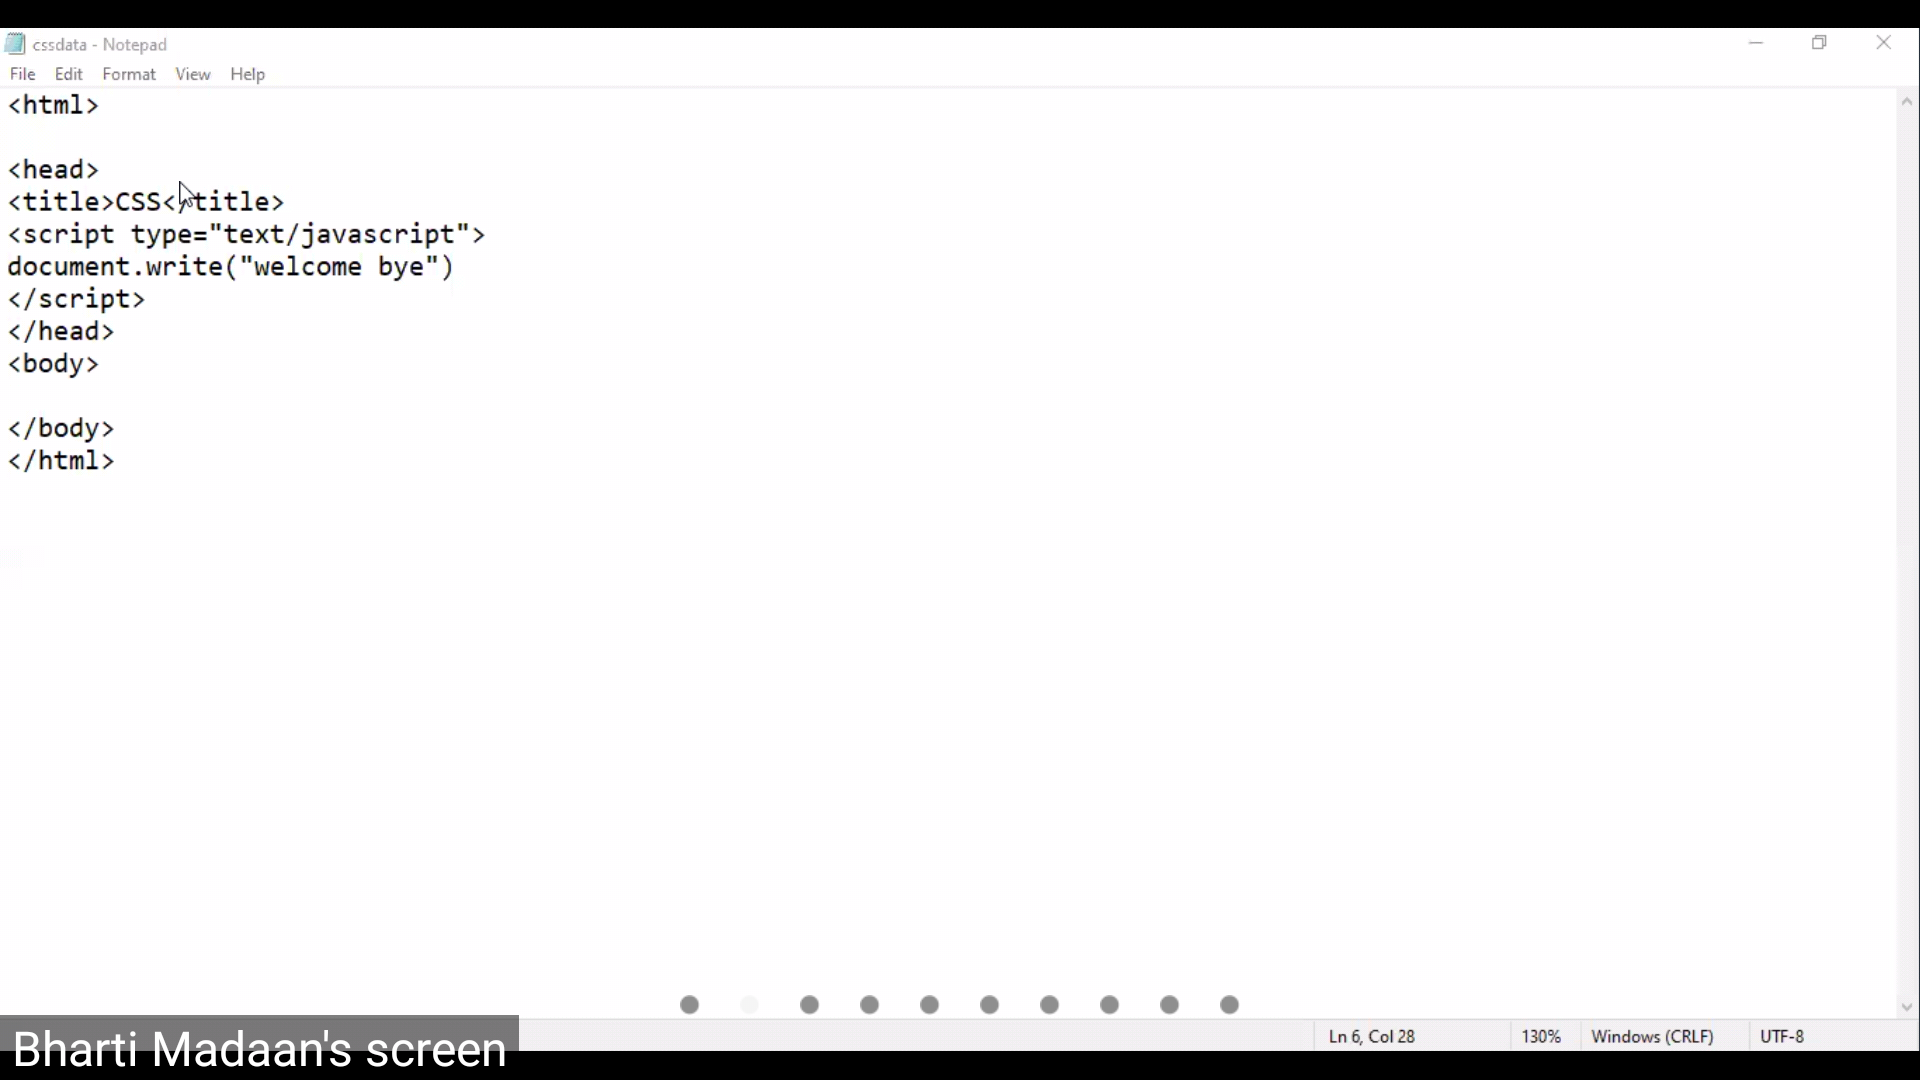 cssdata - Notepad
File Edit Format View Help
<html>
<head>
<title>CSS</title>
<script type="text/javascript">
document.write("welcome bye")
</script>
</head>
<body>
</body>
</html>
Ln 6, Col 28 130% Windows (CRLF) UTF-8
Bharti Madaan's screen